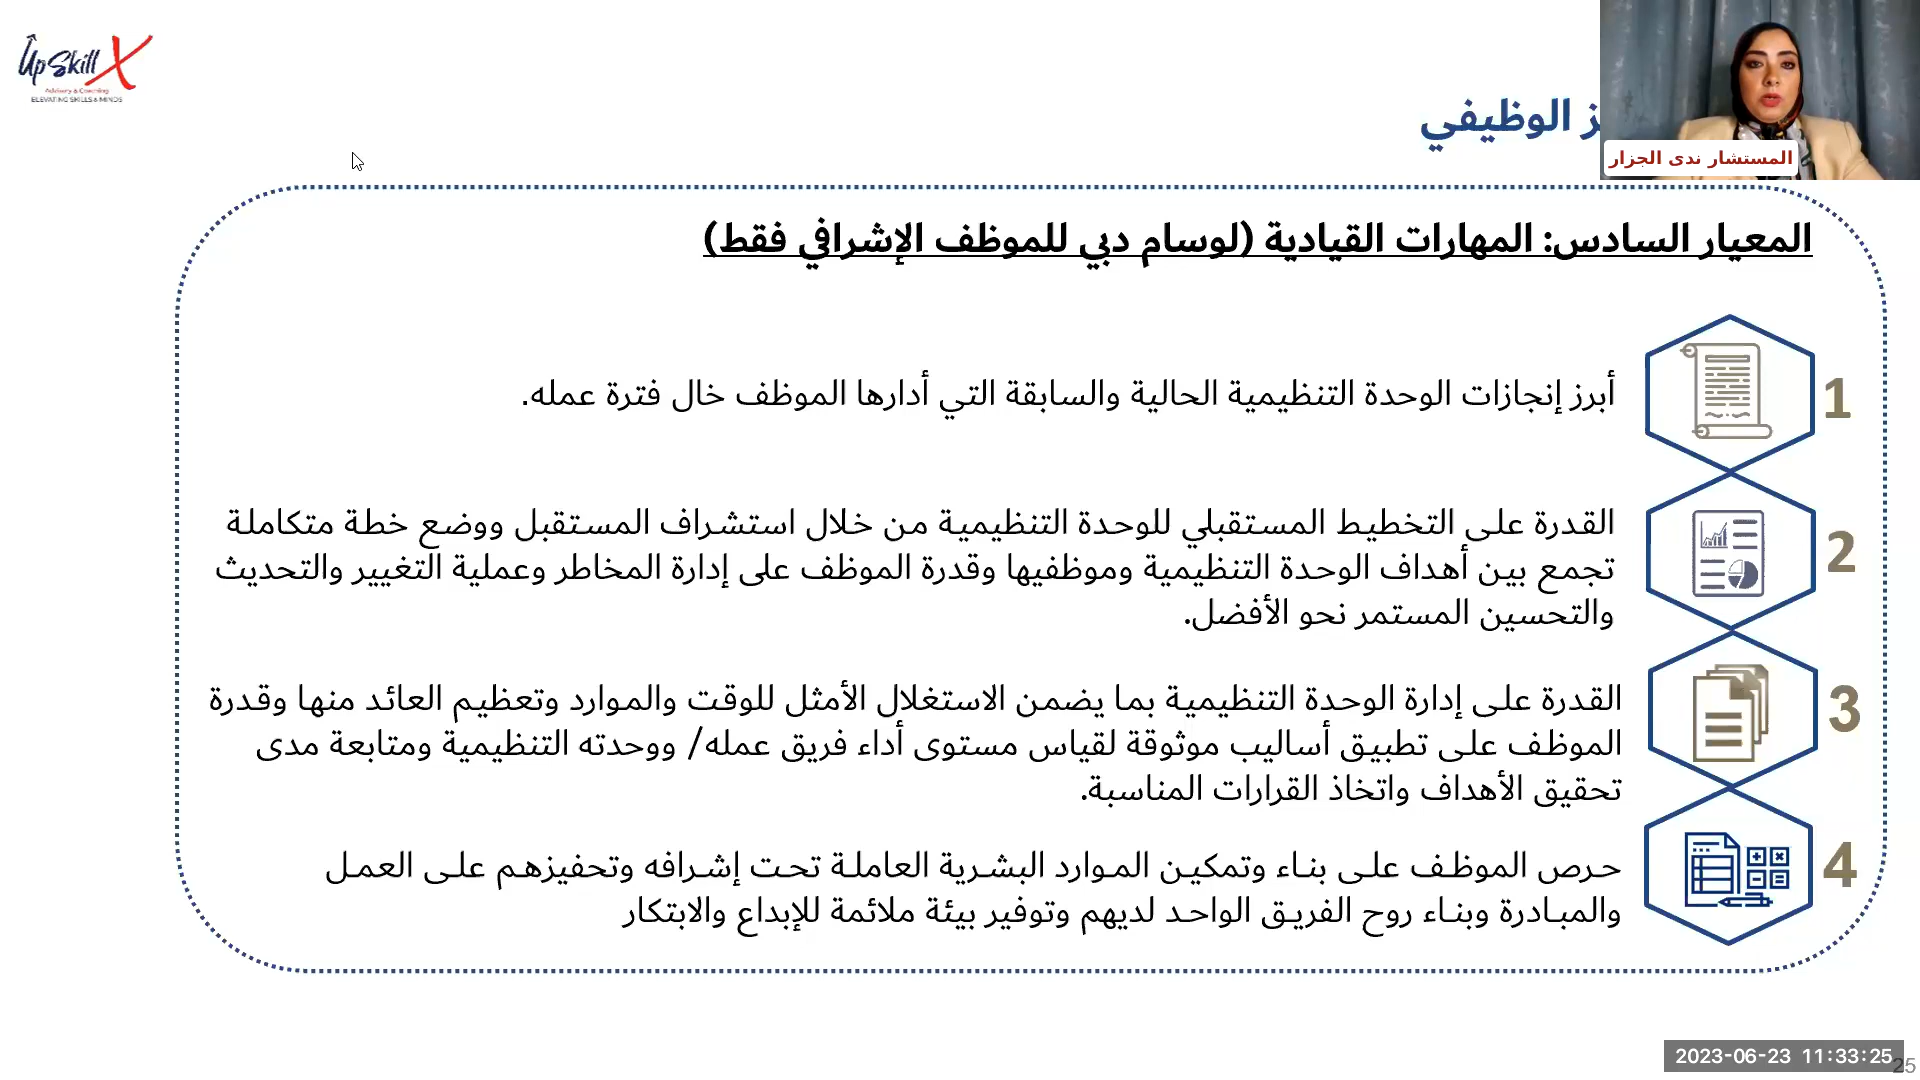 UpSkill X
Advisory & Coaching
ELEVATING SKILLS & MINDS
ز الوظيفي
المستشار ندى الجزار
المعيار السادس: المهارات القيادية (لوسام دبي للموظف الإشرافي فقط)
1
أبرز إنجازات الوحدة التنظيمية الحالية والسابقة التي أدارها الموظف خال فترة عمله.
2
القدرة على التخطيط المستقبلي للوحدة التنظيمية من خلال استشراف المستقبل ووضع خطة متكاملة
تجمع بين أهداف الوحدة التنظيمية وموظفيها وقدرة الموظف على إدارة المخاطر وعملية التغيير والتحديث
والتحسين المستمر نحو الأفضل.
3
القدرة على إدارة الوحدة التنظيمية بما يضمن الاستغلال الأمثل للوقت والموارد وتعظيم العائد منها وقدرة
الموظف على تطبيق أساليب موثوقة لقياس مستوى أداء فريق عمله/ ووحدته التنظيمية ومتابعة مدى
تحقيق الأهداف واتخاذ القرارات المناسبة.
4
حرص الموظف على بناء وتمكين الموارد البشرية العاملة تحت إشرافه وتحفيزهم على العمل
والمبادرة وبناء روح الفريق الواحد لديهم وتوفير بيئة ملائمة للإبداع والابتكار
2023-06-23 11:33:25
25